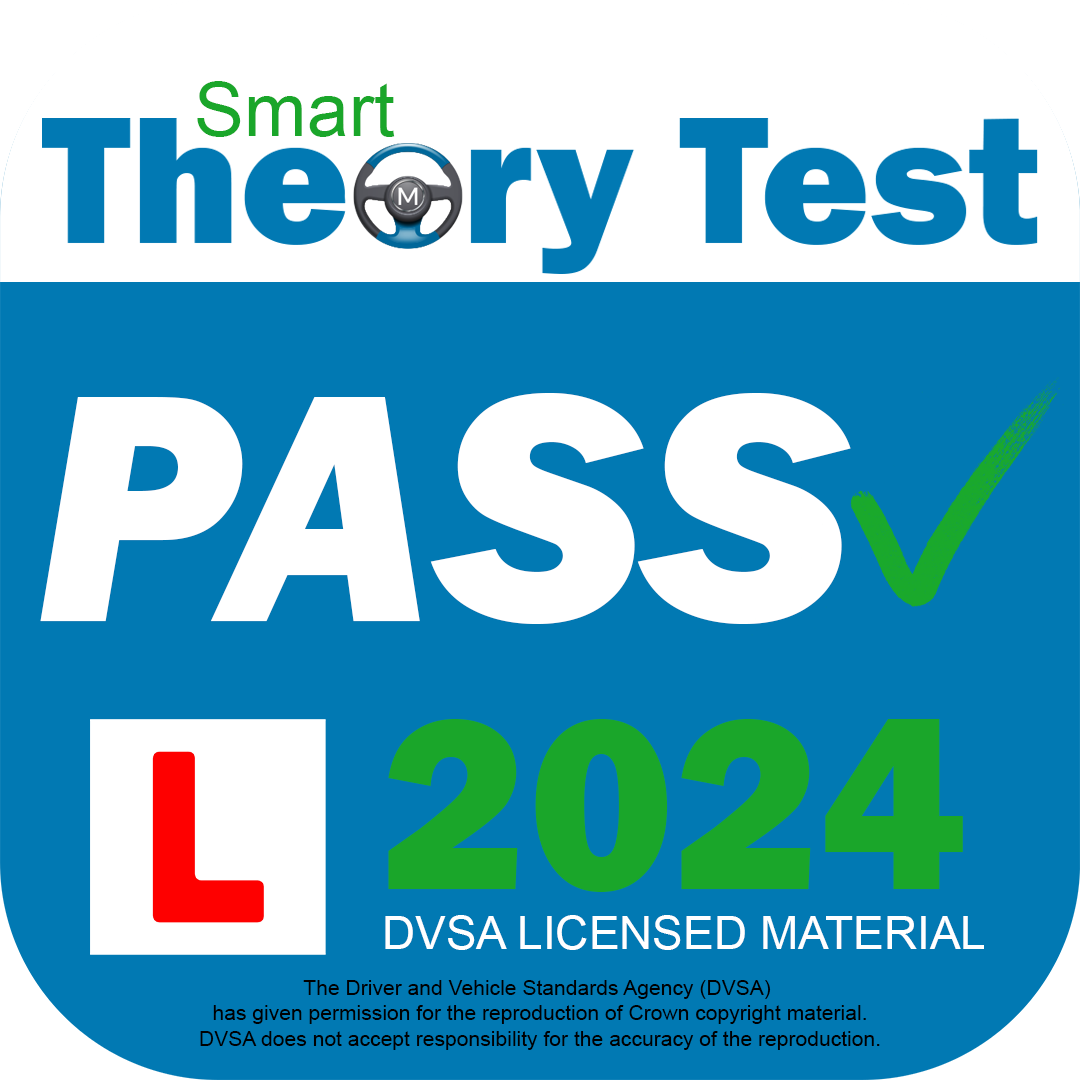 Smart
Theory Test
M
PASS
L
2024
DVSA LICENSED MATERIAL
The Driver and Vehicle Standards Agency (DVSA)
has given permission for the reproduction of Crown copyright material.
DVSA does not accept responsibility for the accuracy of the reproduction.